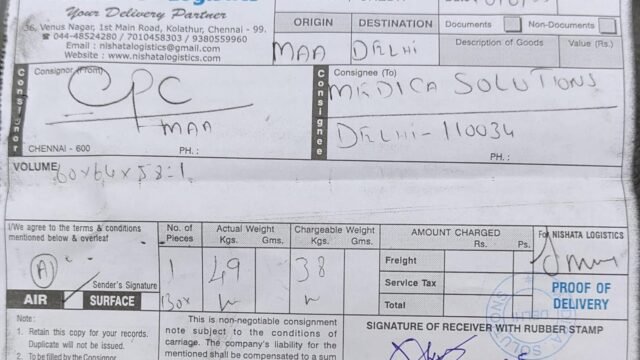 Your Delivery Partner
36, Venus Nagar, 1st Main Road, Kolathur, Chennai - 99.
☎ 044-48524280 / 7010458303 / 9380559960
Email : nishatalogistics@gmail.com
Website : www.nishatalogistics.com
ORIGIN DESTINATION
MAA DELHI
Documents Non-Documents
Description of Goods Value (Rs.)
Consignor
Consignor (From)
CPC
MAA
CHENNAI - 600 PH. :
Consignee
Consignee (To)
MEDICA SOLUTIONS
DELHI-110034
PH. :
VOLUME
60x64x58:1
I/We agree to the terms & conditions
mentioned below & overleaf
A
Sender's Signature
AIR SURFACE
No. of Pieces
1
Box
Actual Weight
Kgs. Gms.
49
Chargeable Weight
Kgs. Gms.
38
AMOUNT CHARGED
Rs. Ps.
Freight
Service Tax
Total
For NISHATA LOGISTICS
PROOF OF
DELIVERY
Note :
1. Retain this copy for your records.
Duplicate will not be issued.
2. To be filled by the Consignor
This is non-negotiable consignment
note subject to the conditions of
carriage. The company's liability for the
mentioned shall be compensated to a sum
SIGNATURE OF RECEIVER WITH RUBBER STAMP